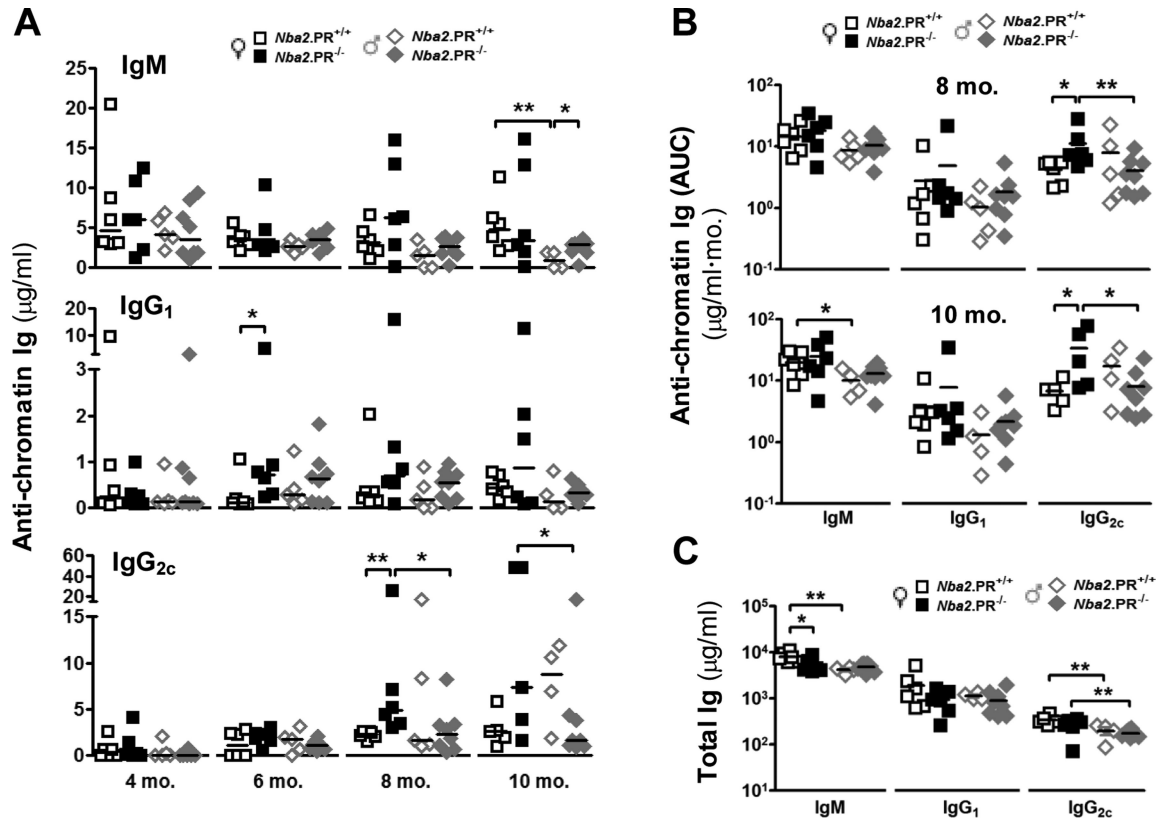 A
Nba2.PR+/+ Nba2.PR+/+
Nba2.PR-/- Nba2.PR-/-
Anti-chromatin Ig (µg/ml)
IgM
25
20
15
10
5
0
** *
IgG1
20
10
3
2
1
0
*
IgG2c
60
40
20
15
10
5
0
** * *
4 mo. 6 mo. 8 mo. 10 mo.
B
Nba2.PR+/+ Nba2.PR+/+
Nba2.PR-/- Nba2.PR-/-
Anti-chromatin Ig (AUC)
(µg/ml·mo.)
8 mo.
10²
10¹
10⁰
10-¹
* **
10 mo.
10²
10¹
10⁰
10-¹
* * *
IgM IgG1 IgG2c
C
Nba2.PR+/+ Nba2.PR+/+
Nba2.PR-/- Nba2.PR-/-
Total Ig (µg/ml)
10⁵
10⁴
10³
10²
10¹
** * ** **
IgM IgG1 IgG2c